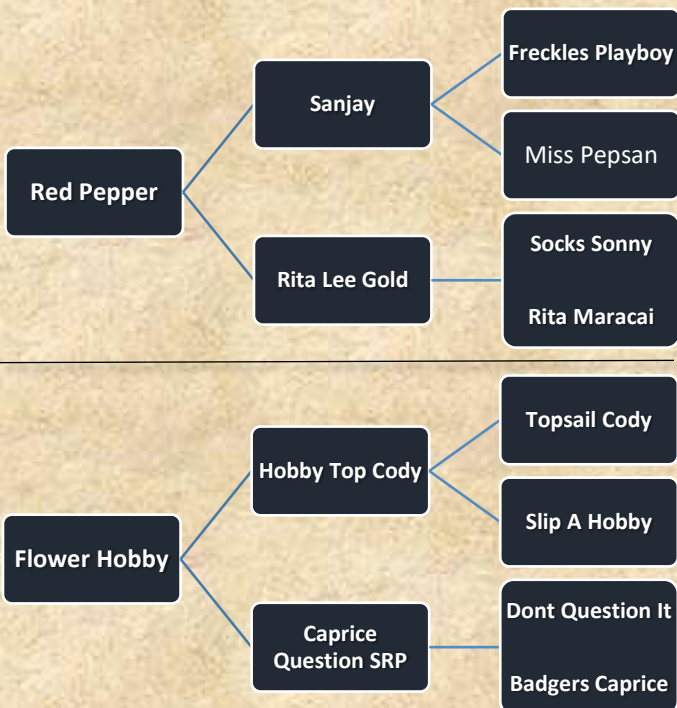 Freckles Playboy
Sanjay
Miss Pepsan
Red Pepper
Socks Sonny
Rita Lee Gold
Rita Maracai
Topsail Cody
Hobby Top Cody
Slip A Hobby
Flower Hobby
Dont Question It
Caprice
Question SRP
Badgers Caprice